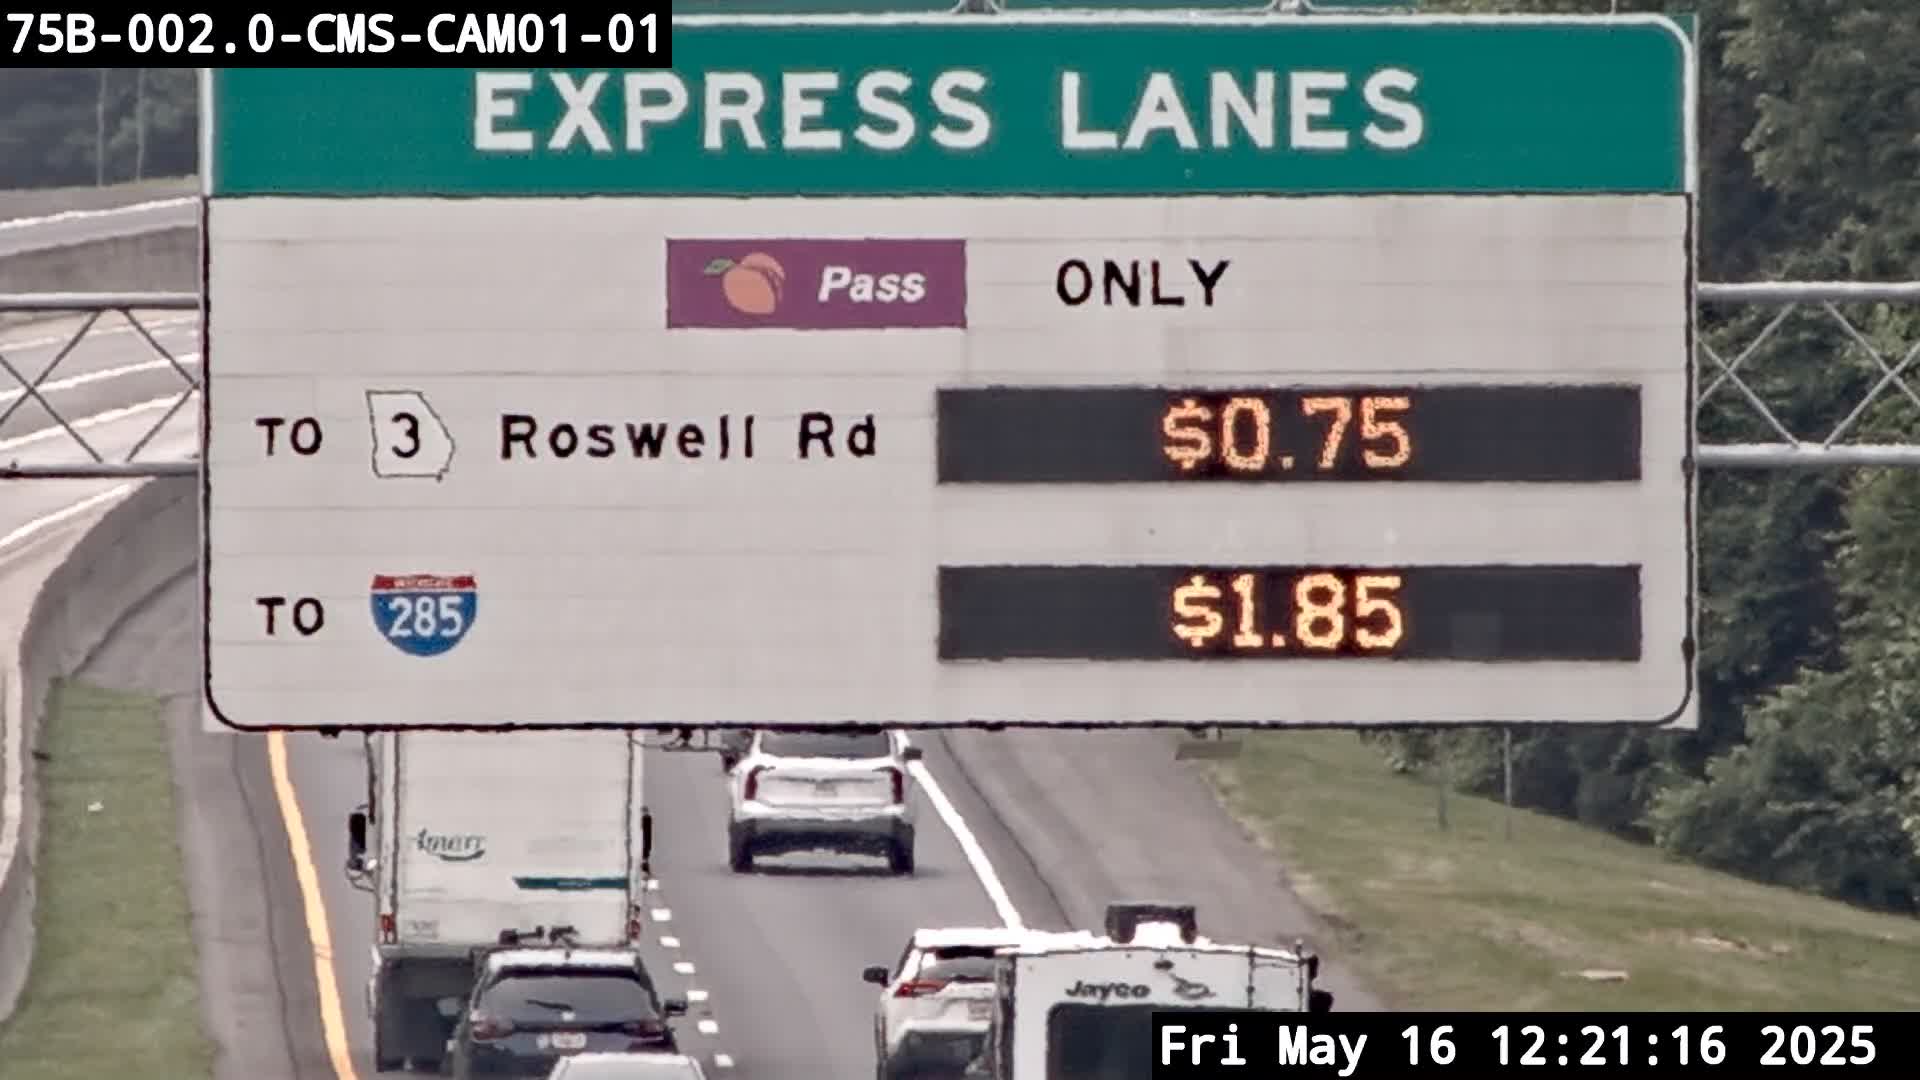 75B-002.0-CMS-CAM01-01
EXPRESS LANES
Pass ONLY
TO 3 Roswell Rd $0.75
TO 285 $1.85
Jayco
Fri May 16 12:21:16 2025